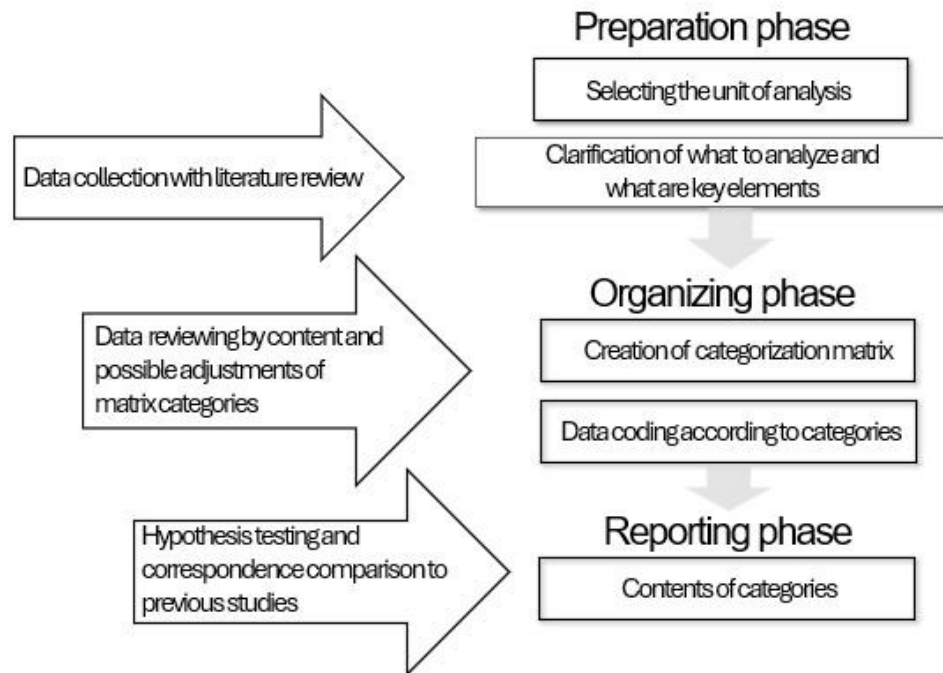 Preparation phase
Selecting the unit of analysis
Data collection with literature review
Clarification of what to analyze and
what are key elements
Organizing phase
Data reviewing by content and
possible adjustments of
matrix categories
Creation of categorization matrix
Data coding according to categories
Reporting phase
Hypothesis testing and
correspondence comparison to
previous studies
Contents of categories